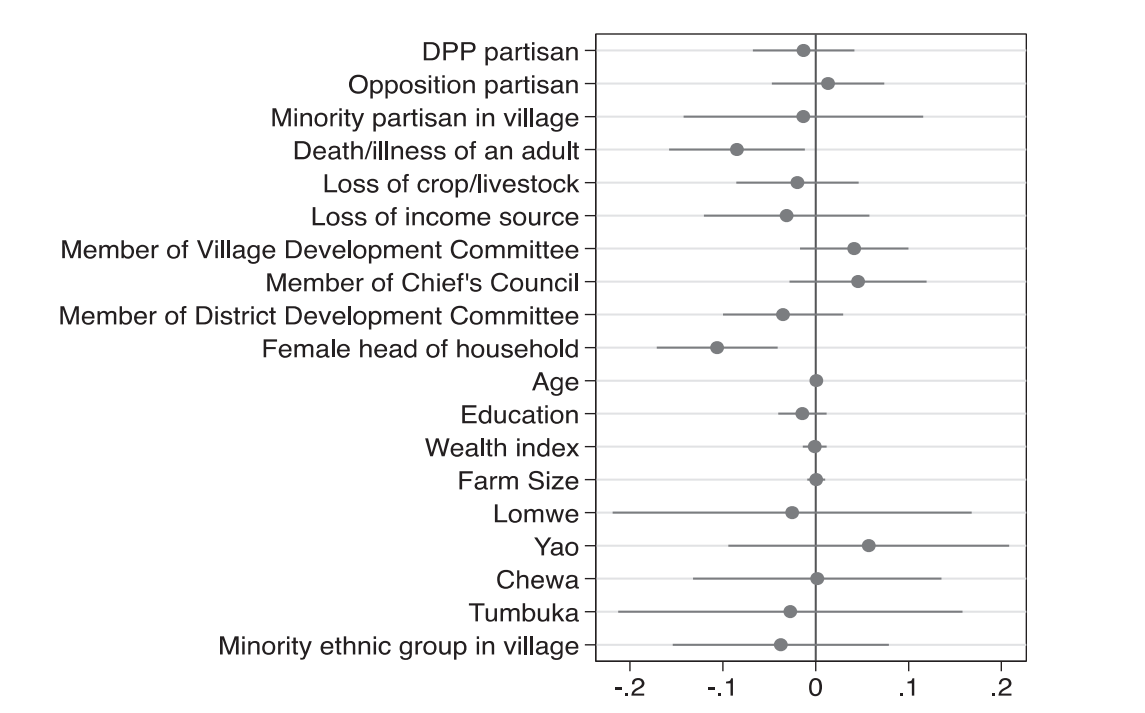 DPP partisan
Opposition partisan
Minority partisan in village
Death/illness of an adult
Loss of crop/livestock
Loss of income source
Member of Village Development Committee
Member of Chief's Council
Member of District Development Committee
Female head of household
Age
Education
Wealth index
Farm Size
Lomwe
Yao
Chewa
Tumbuka
Minority ethnic group in village
-.2 -.1 0 .1 .2